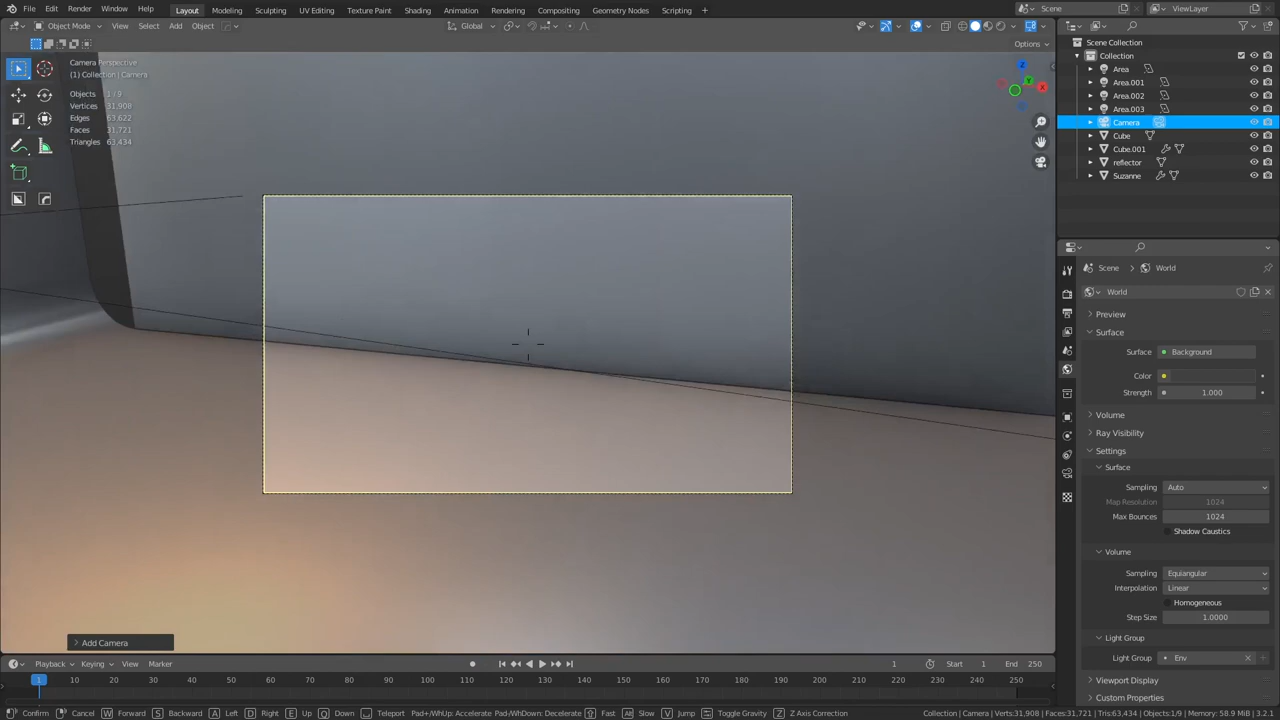 File Edit Render Window Help Layout Modeling Sculpting UV Editing Texture Paint Shading Animation Rendering Compositing Geometry Nodes Scripting + Scene ViewLayer
Object Mode View Select Add Object Global
Options
Camera Perspective
(1) Collection | Camera
Objects 1 / 9
Vertices 31,908
Edges 63,622
Faces 31,721
Triangles 63,434
Z
Y
X
Scene Collection
Collection
Area
Area.001
Area.002
Area.003
Camera
Cube
Cube.001
reflector
Suzanne
Scene > World
World
Preview
Surface
Surface Background
Color
Strength 1.000
Volume
Ray Visibility
Settings
Surface
Sampling Auto
Map Resolution 1024
Max Bounces 1024
Shadow Caustics
Volume
Sampling Equiangular
Interpolation Linear
Homogeneous
Step Size 1.0000
Light Group
Light Group Env
Viewport Display
Custom Properties
> Add Camera
Playback Keying View Marker 1 Start 1 End 250
1 10 20 30 40 50 60 70 80 90 100 110 120 130 140 150 160 170 180 190 200 210 220 230 240 250
Confirm Cancel W Forward S Backward A Left D Right E Up Q Down Teleport Pad+/WhUp: Accelerate Pad-/WhDown: Decelerate Fast Alt Slow V Jump Toggle Gravity Z Z Axis Correction Collection | Camera | Verts:31,908 | Faces:31,721 | Tris:63,434 | Objects:1/9 | Memory: 58.9 MiB | 3.2.1